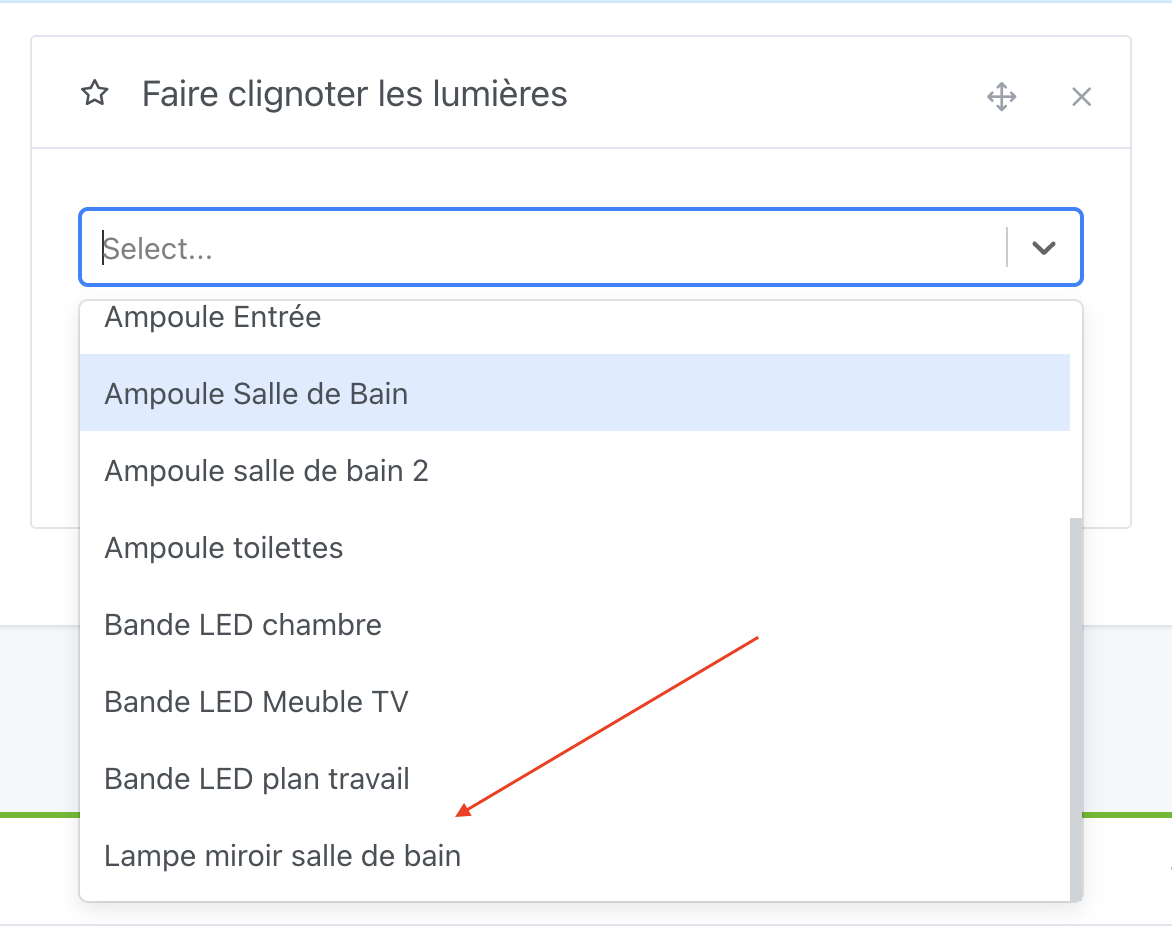 Faire clignoter les lumières
Select...
Ampoule Entrée
Ampoule Salle de Bain
Ampoule salle de bain 2
Ampoule toilettes
Bande LED chambre
Bande LED Meuble TV
Bande LED plan travail
Lampe miroir salle de bain